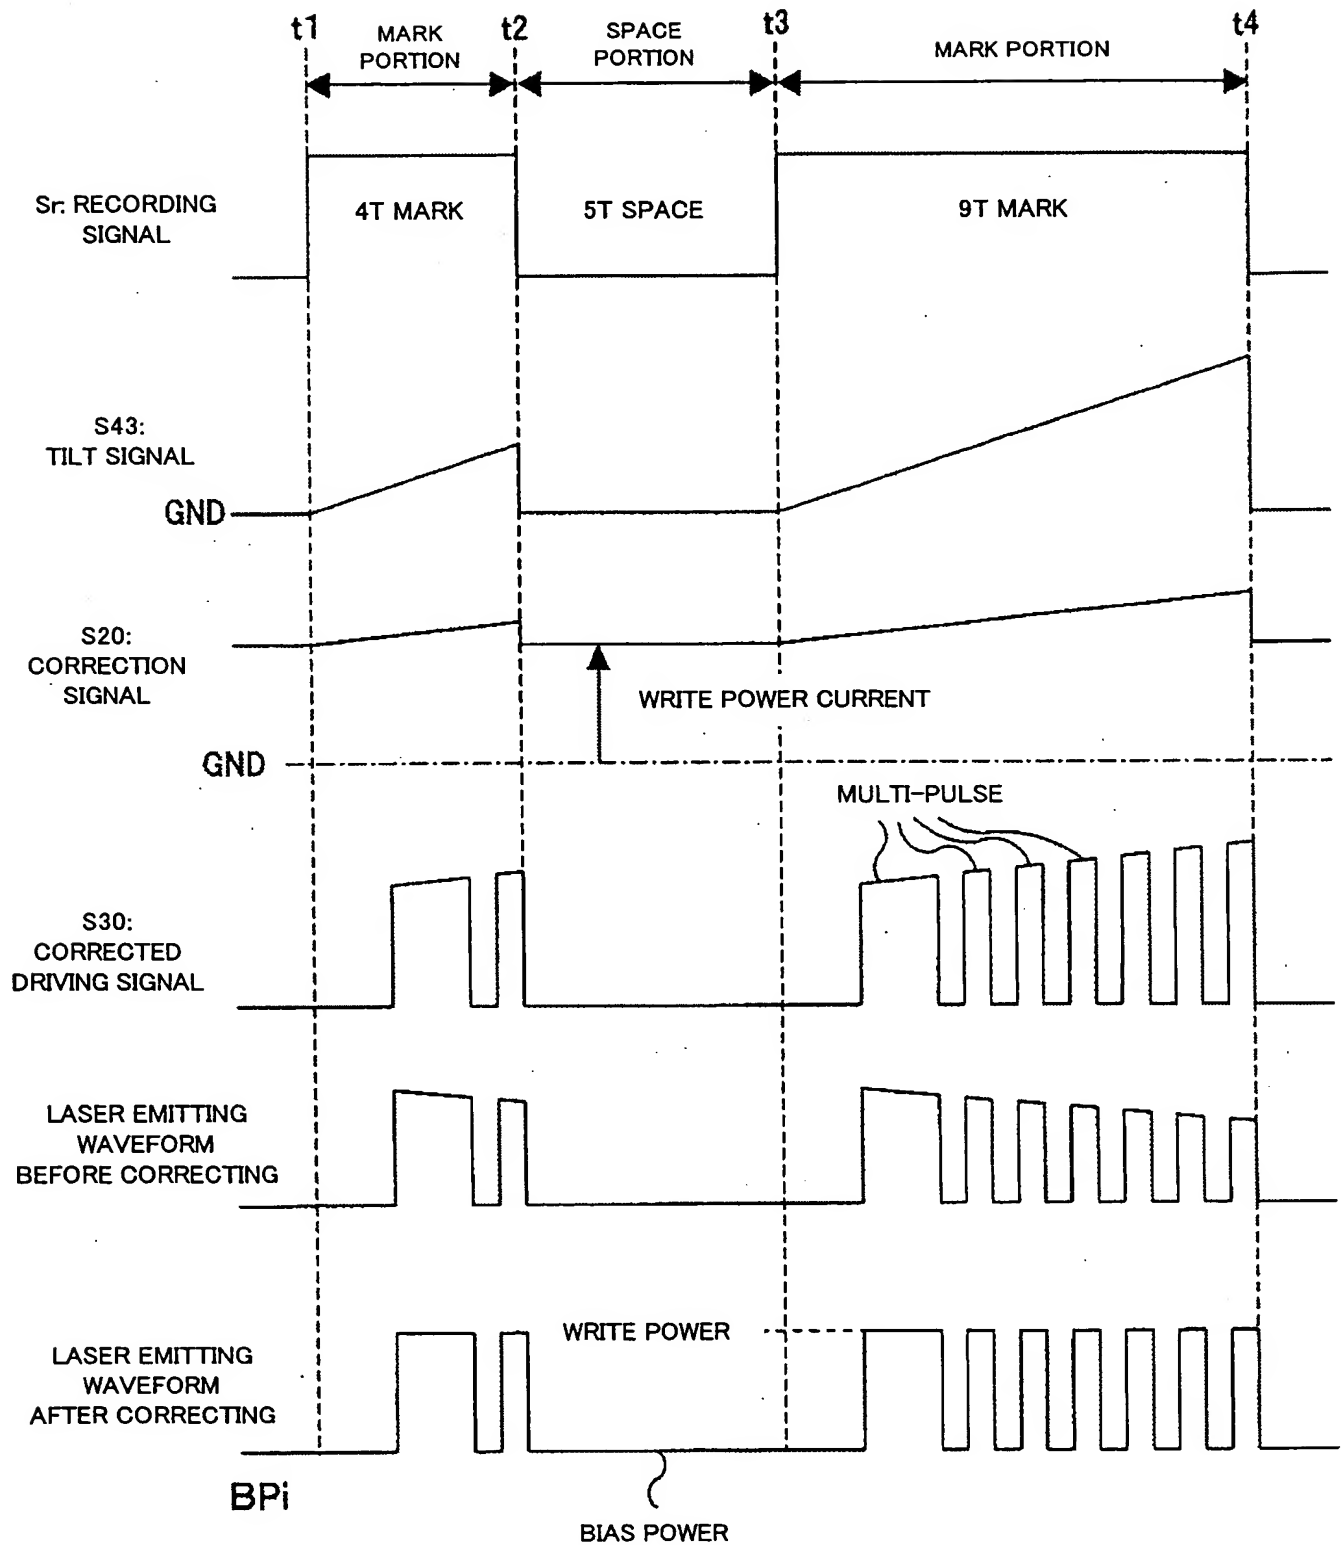 t1
MARK
PORTION
t2
SPACE
PORTION
t3
MARK PORTION
t4
Sr: RECORDING
SIGNAL
4T MARK
5T SPACE
9T MARK
S43:
TILT SIGNAL
GND
S20:
CORRECTION
SIGNAL
WRITE POWER CURRENT
GND
MULTI-PULSE
S30:
CORRECTED
DRIVING SIGNAL
LASER EMITTING
WAVEFORM
BEFORE CORRECTING
WRITE POWER
LASER EMITTING
WAVEFORM
AFTER CORRECTING
BPi
BIAS POWER